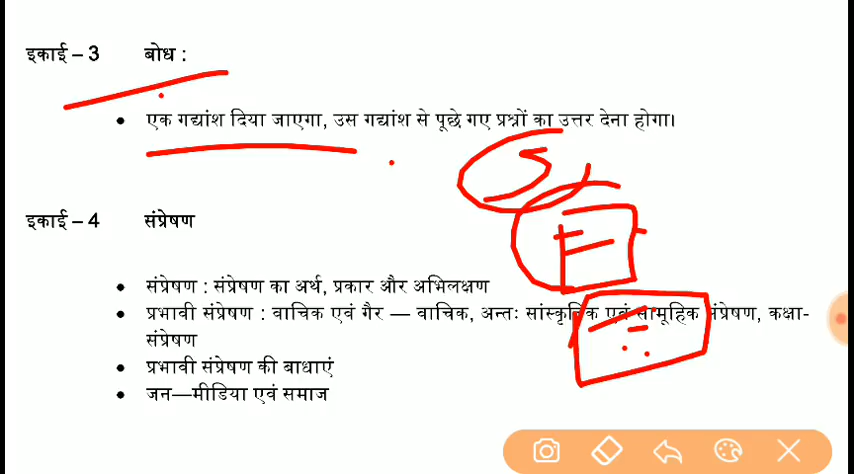 इकाई – 3 बोध :
• एक गद्यांश दिया जाएगा, उस गद्यांश से पूछे गए प्रश्नों का उत्तर देना होगा।
5
इकाई – 4 संप्रेषण
• संप्रेषण : संप्रेषण का अर्थ, प्रकार और अभिलक्षण
• प्रभावी संप्रेषण : वाचिक एवं गैर — वाचिक, अन्तः सांस्कृतिक एवं सामूहिक संप्रेषण, कक्षा-
संप्रेषण
• प्रभावी संप्रेषण की बाधाएं
• जन—मीडिया एवं समाज